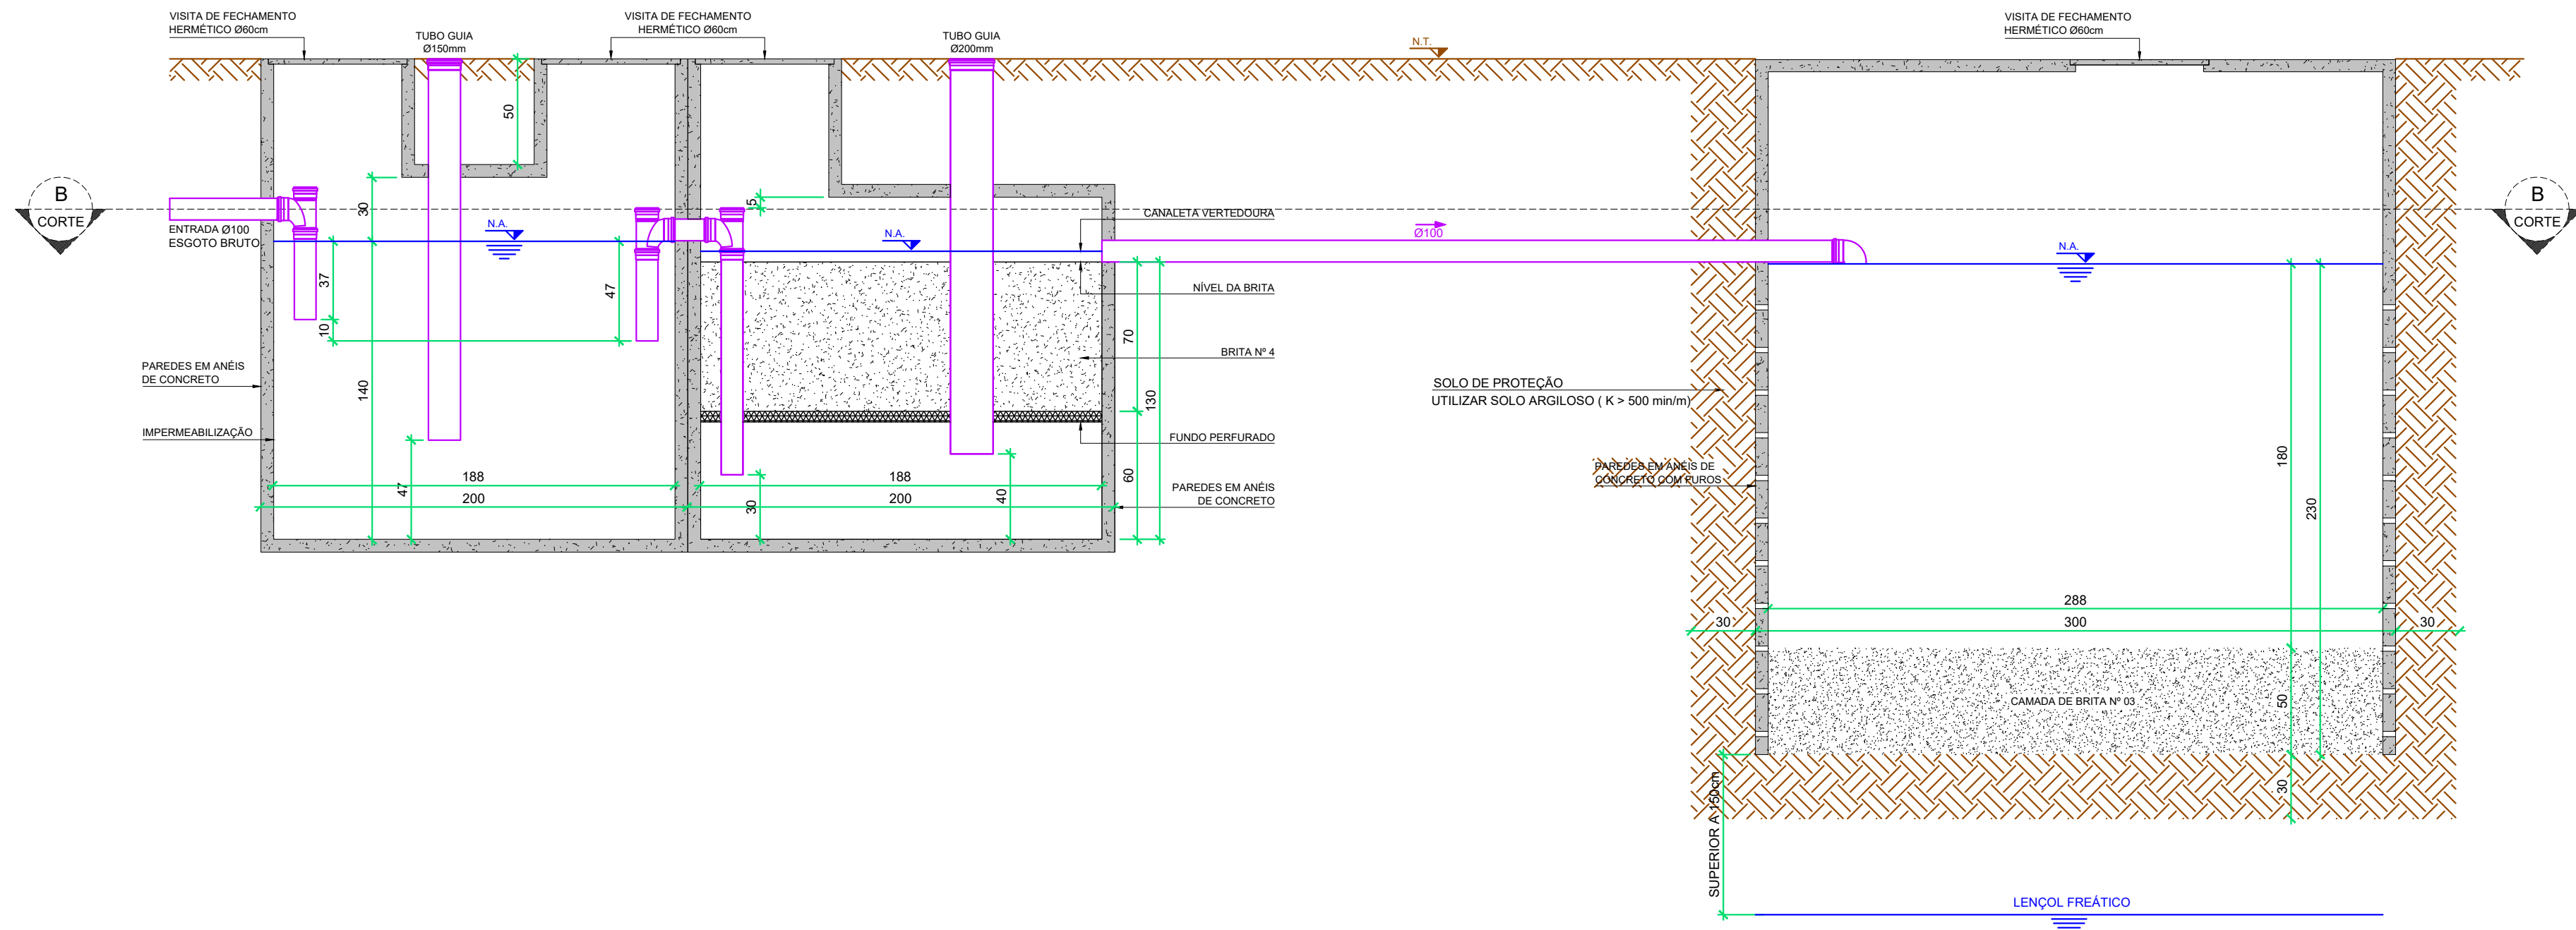 VISITA DE FECHAMENTO
HERMÉTICO Ø60cm
TUBO GUIA
Ø150mm
VISITA DE FECHAMENTO
HERMÉTICO Ø60cm
TUBO GUIA
Ø200mm
N.T.
VISITA DE FECHAMENTO
HERMÉTICO Ø60cm
50
B
CORTE
30
5
ENTRADA Ø100
ESGOTO BRUTO
N.A.
N.A.
CANALETA VERTEDOURA
Ø100
N.A.
B
CORTE
37
10
47
NÍVEL DA BRITA
70
BRITA Nº 4
PAREDES EM ANÉIS
DE CONCRETO
140
130
SOLO DE PROTEÇÃO
UTILIZAR SOLO ARGILOSO ( K > 500 min/m)
IMPERMEABILIZAÇÃO
FUNDO PERFURADO
180
PAREDES EM ANÉIS DE
CONCRETO COM FUROS
188
188
60
47
30
40
200
200
PAREDES EM ANÉIS
DE CONCRETO
230
288
30
300
30
CAMADA DE BRITA Nº 03
50
30
SUPERIOR A 150cm
LENÇOL FREÁTICO